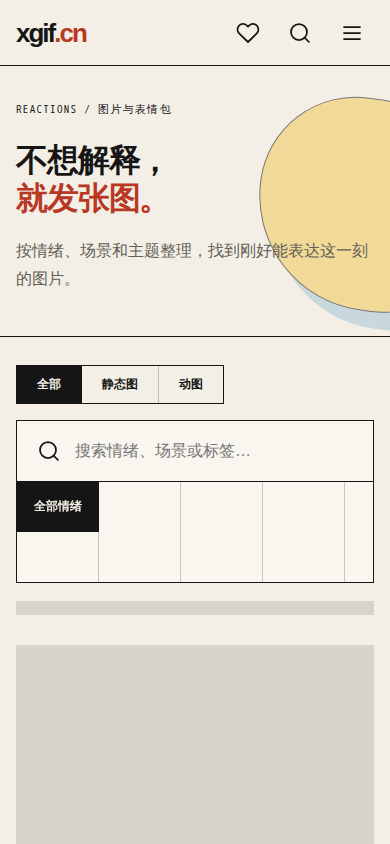 xgif.cn
REACTIONS / 图片与表情包
不想解释，
就发张图。
按情绪、场景和主题整理，找到刚好能表达这一刻
的图片。
全部 静态图 动图
搜索情绪、场景或标签…
全部情绪